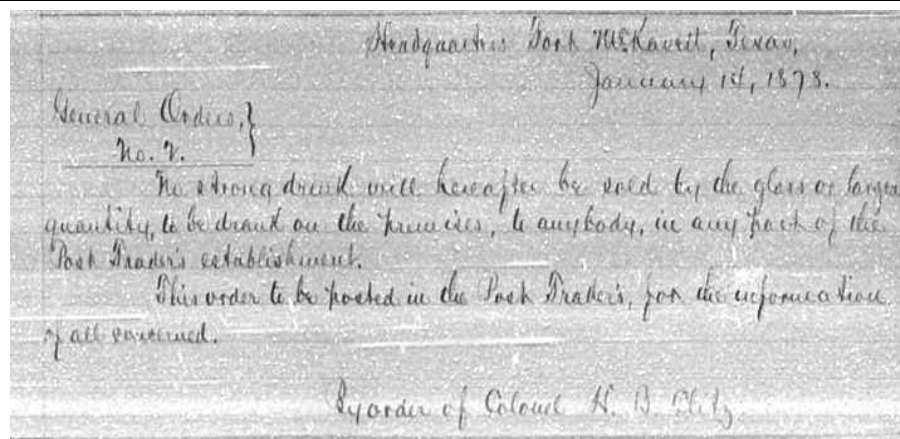 Headquarters Post McKavett, Texas,
January 1st, 1878.
General Orders,}
No. 2.
No strong drink will hereafter be sold by the glass or larger
quantity, to be drank on the premises, to anybody, in any part of the
Post Trader's establishment.
This order to be posted in the Post Trader's, for the information
of all concerned.
By order of Colonel H. B. Clitz